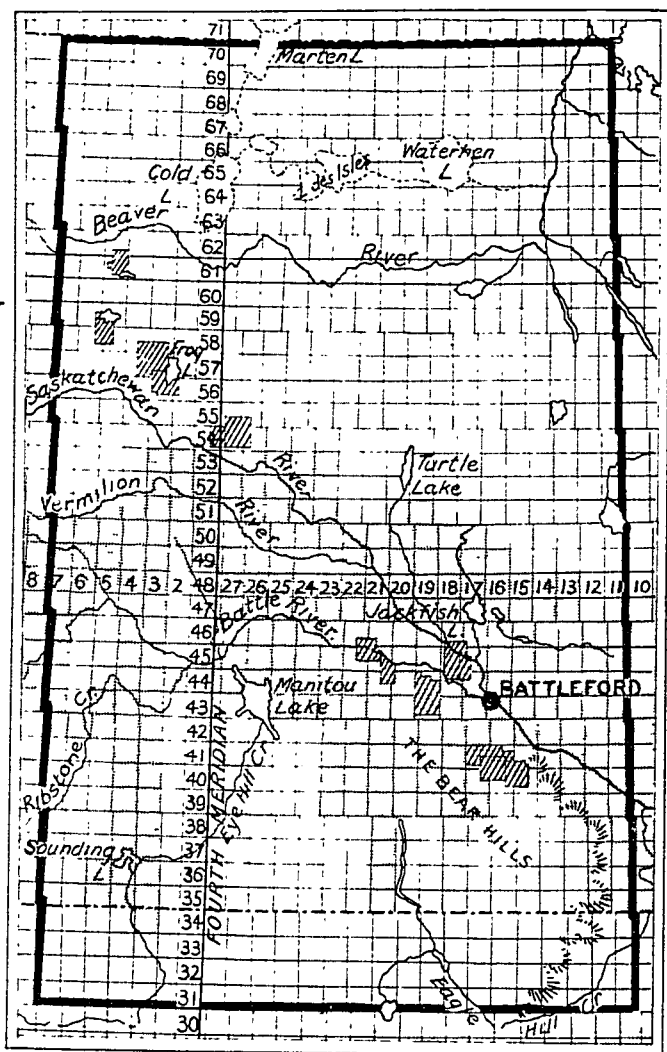 71
70
Marten L
69
68
67
66
Waterhen
L
Cold
L
65
L des Isles
64
63
Beaver
River
62
61
60
59
58
Frog
L
57
56
Saskatchewan
55
54
53
River
Turtle
Lake
52
Vermilion
River
51
50
49
8 7 6 5 4 3 2 48 27 26 25 24 23 22 21 20 19 18 17 16 15 14 13 12 11 10
47
Battle River
Jackfish
L
46
45
44
Manitou
Lake
BATTLEFORD
43
Ribstone Cr.
42
41
THE BEAR HILLS
40
39
38
Eye Hill Cr
FOURTH MERIDIAN
Sounding
L
37
36
35
34
33
32
31
Eagle
Hill
Cr
30